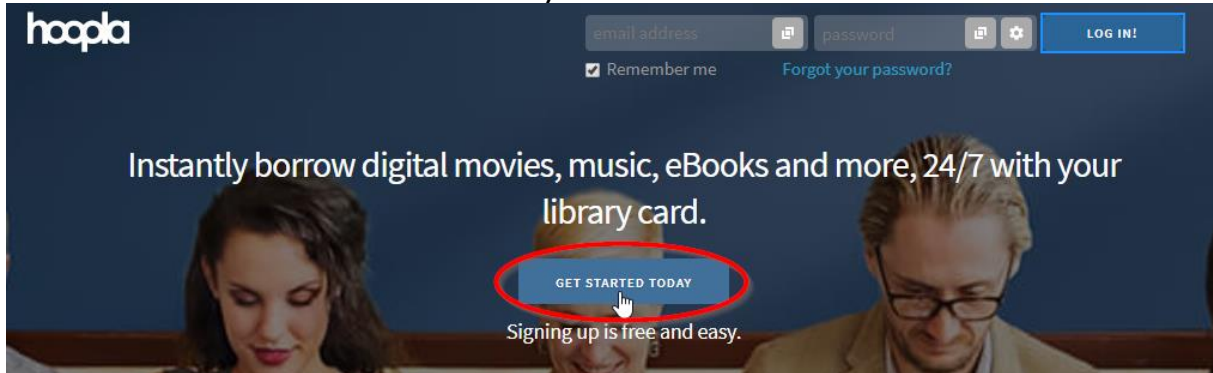 hoopla
email address password LOG IN!
Remember me Forgot your password?
Instantly borrow digital movies, music, eBooks and more, 24/7 with your
library card.
GET STARTED TODAY
Signing up is free and easy.